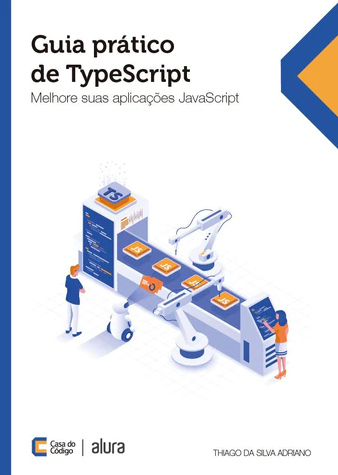 Guia prático
de TypeScript
Melhore suas aplicações JavaScript
TS
JS
JS
JS
JS
Casa do
Código
alura
THIAGO DA SILVA ADRIANO